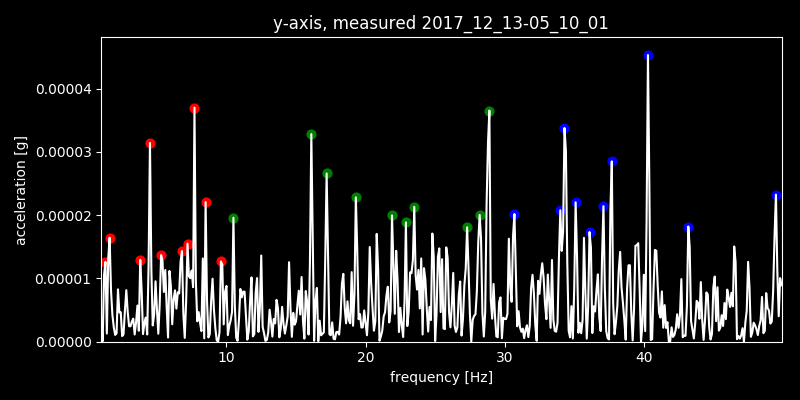 y-axis, measured 2017_12_13-05_10_01
0.00004
0.00003
0.00002
0.00001
0.00000
acceleration [g]
10 20 30 40
frequency [Hz]